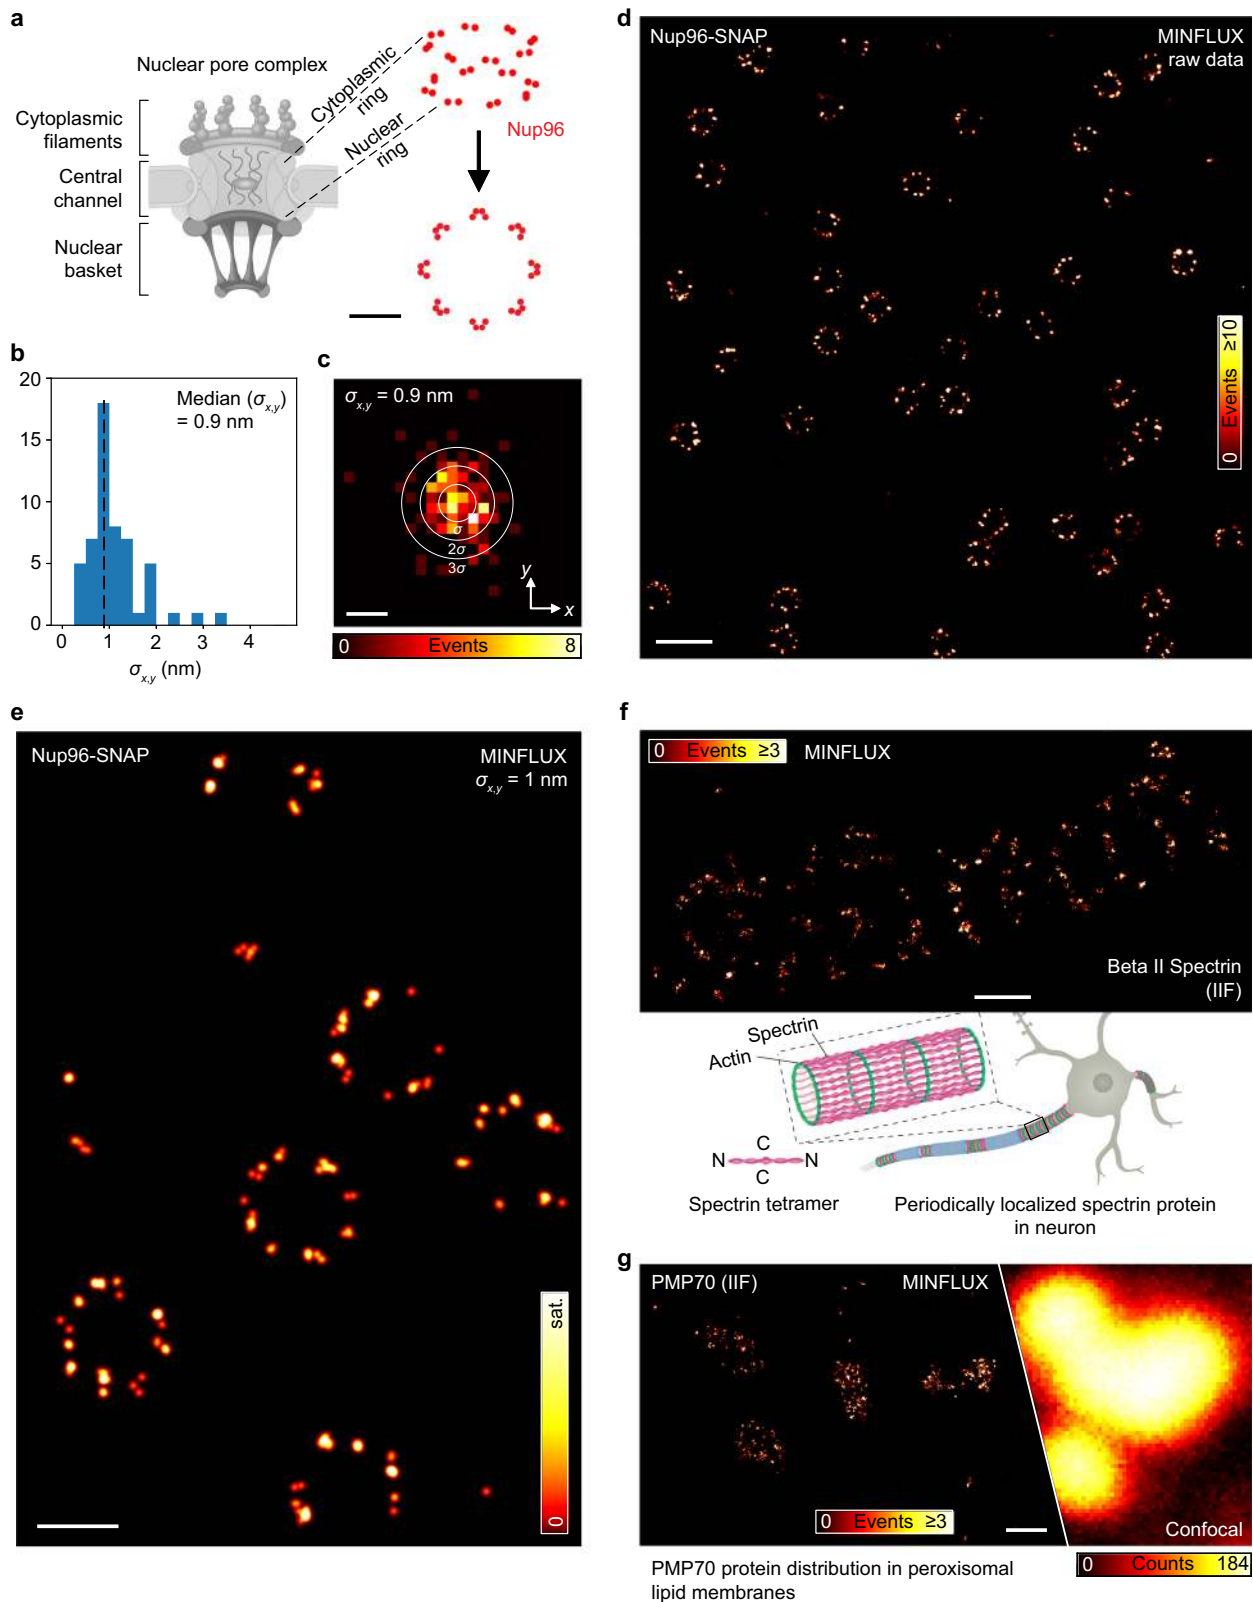 a
Nuclear pore complex
Cytoplasmic
filaments
Central
channel
Nuclear
basket
Cytoplasmic
ring
Nuclear
ring
Nup96
b
20
15
10
5
0
Median (σx,y)
= 0.9 nm
0 1 2 3 4
σx,y (nm)
c
σx,y = 0.9 nm
σ
2σ
3σ
y
x
0 Events 8
d
Nup96-SNAP
MINFLUX
raw data
0 Events ≥10
e
Nup96-SNAP
MINFLUX
σx,y = 1 nm
0 sat.
f
0 Events ≥3
MINFLUX
Beta II Spectrin
(IIF)
Spectrin
Actin
C
N N
C
Spectrin tetramer
Periodically localized spectrin protein
in neuron
g
PMP70 (IIF)
MINFLUX
0 Events ≥3
Confocal
0 Counts 184
PMP70 protein distribution in peroxisomal
lipid membranes